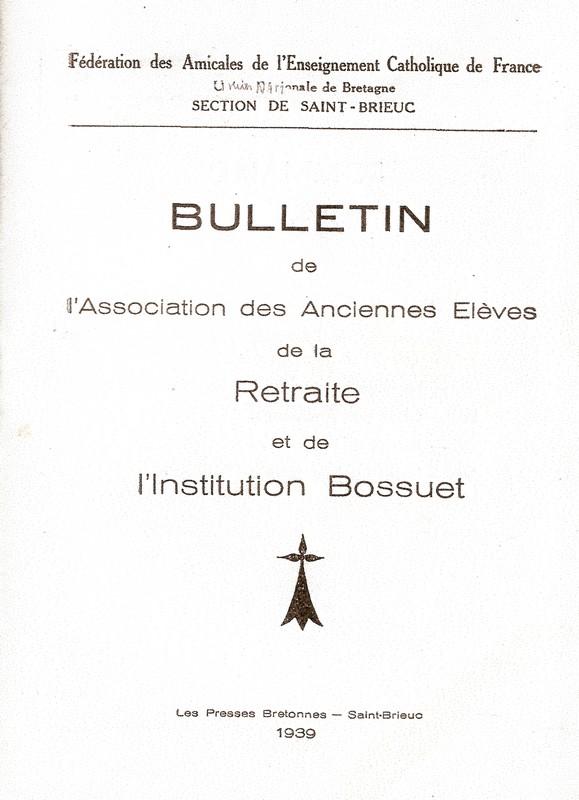 Fédération des Amicales de l'Enseignement Catholique de France
de Bretagne
SECTION DE SAINT-BRIEUC
BULLETIN
de
l'Association des Anciennes Elèves
de la
Retraite
et de
l'Institution Bossuet
Les Presses Bretonnes — Saint-Brieuc
1939